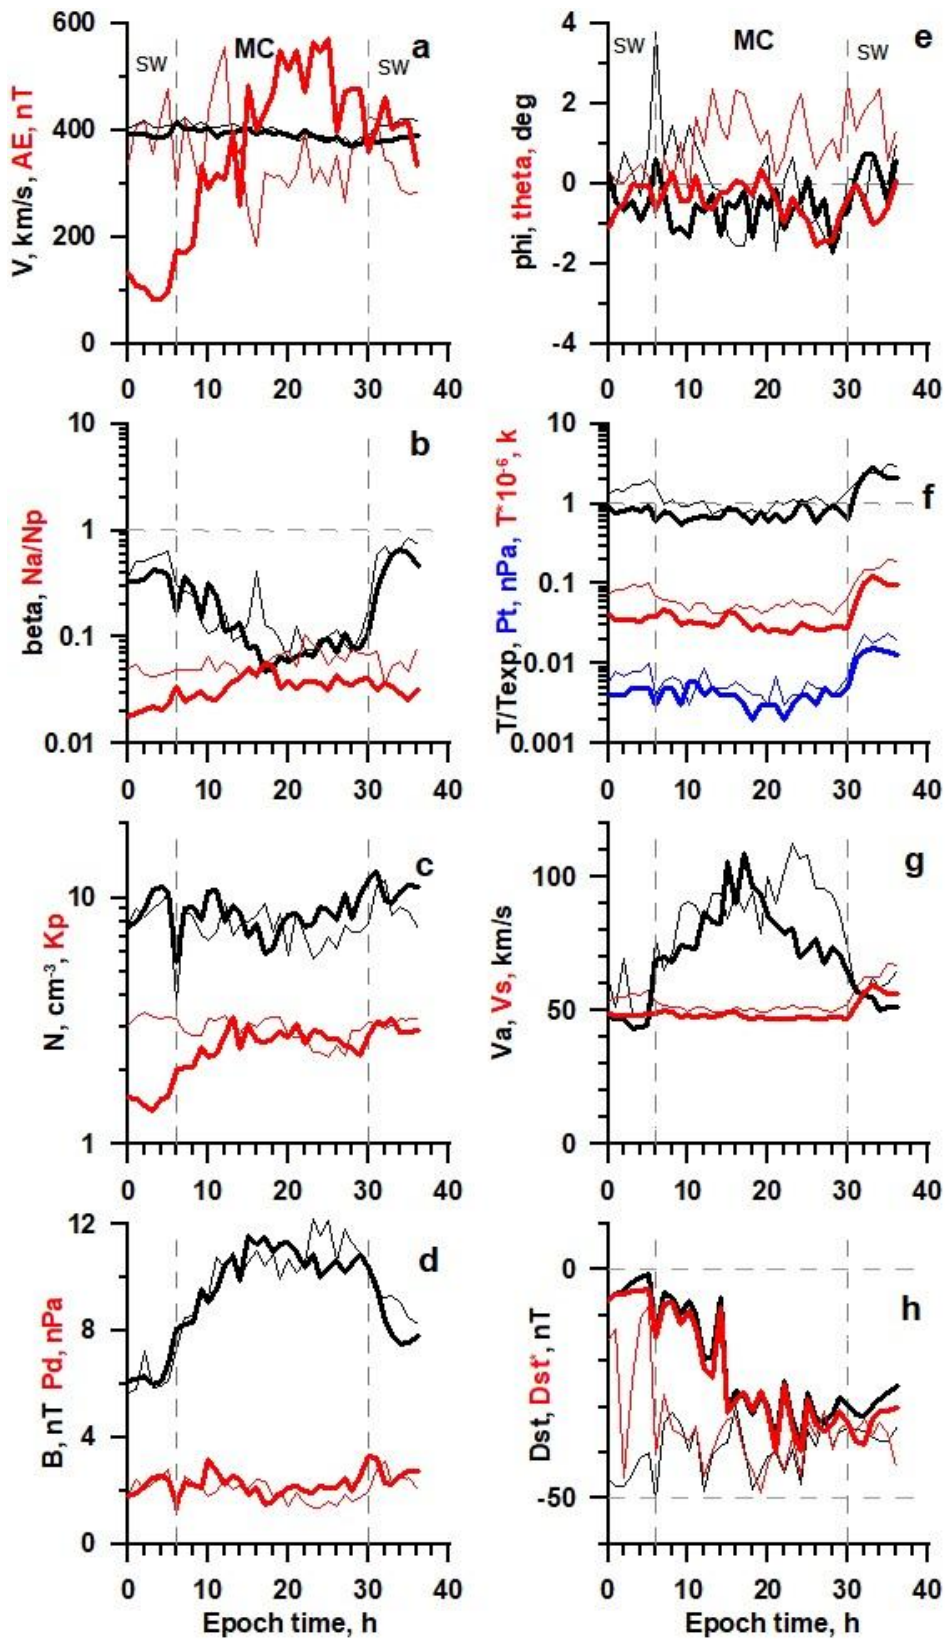 600
400
200
0
V, km/s, AE, nT
SW
MC
SW
a
0 10 20 30 40
4
2
0
-2
-4
phi, theta, deg
SW
MC
SW
e
0 10 20 30 40
10
1
0.1
0.01
beta, Na/Np
b
0 10 20 30 40
10
1
0.1
0.01
0.001
T/Texp, Pt, nPa, T*10⁻⁶, k
f
0 10 20 30 40
10
1
N, cm⁻³, Kp
c
0 10 20 30 40
100
50
0
Va, Vs, km/s
g
0 10 20 30 40
12
8
4
0
B, nT Pd, nPa
d
0 10 20 30 40
Epoch time, h
0
-50
Dst, Dst*, nT
h
0 10 20 30 40
Epoch time, h